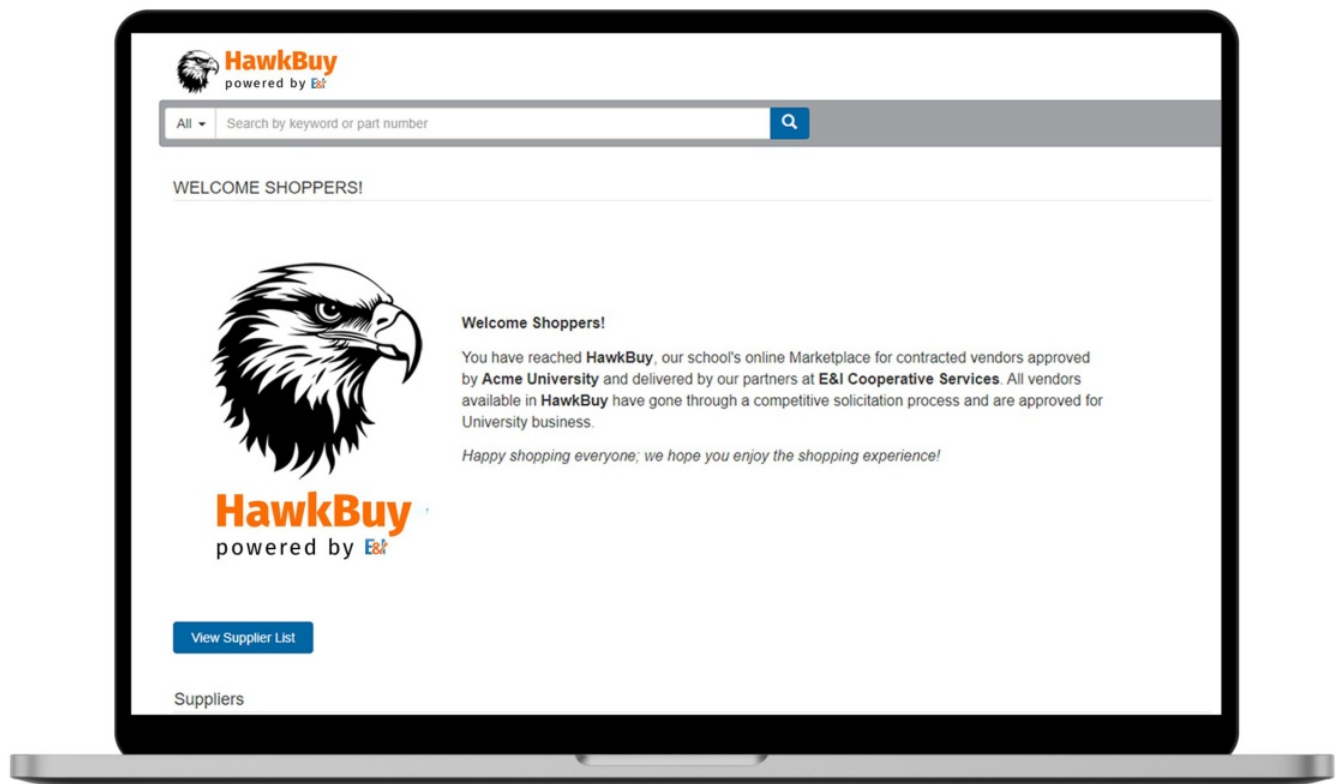 HawkBuy
powered by E&I
All
Search by keyword or part number
WELCOME SHOPPERS!
Welcome Shoppers!
You have reached HawkBuy, our school's online Marketplace for contracted vendors approved
by Acme University and delivered by our partners at E&I Cooperative Services. All vendors
available in HawkBuy have gone through a competitive solicitation process and are approved for
University business.
Happy shopping everyone; we hope you enjoy the shopping experience!
HawkBuy
powered by E&I
View Supplier List
Suppliers